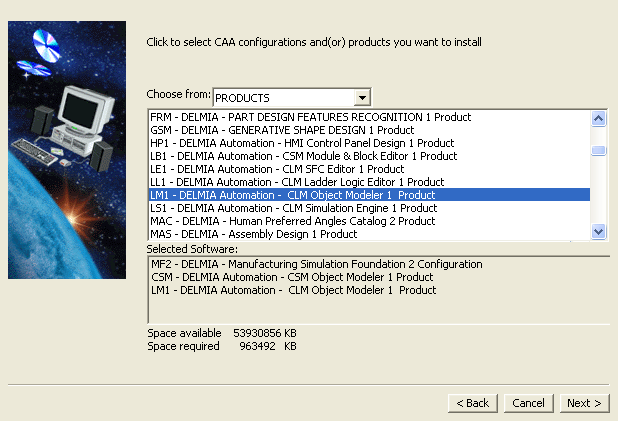 Click to select CAA configurations and(or) products you want to install
Choose from: PRODUCTS
FRM - DELMIA - PART DESIGN FEATURES RECOGNITION 1 Product
GSM - DELMIA - GENERATIVE SHAPE DESIGN 1 Product
HP1 - DELMIA Automation - HMI Control Panel Design 1 Product
LB1 - DELMIA Automation - CSM Module & Block Editor 1 Product
LE1 - DELMIA Automation - CLM SFC Editor 1 Product
LL1 - DELMIA Automation - CLM Ladder Logic Editor 1 Product
LM1 - DELMIA Automation - CLM Object Modeler 1 Product
LS1 - DELMIA Automation - CLM Simulation Engine 1 Product
MAC - DELMIA - Human Preferred Angles Catalog 2 Product
MAS - DELMIA - Assembly Design 1 Product
Selected Software:
MF2 - DELMIA - Manufacturing Simulation Foundation 2 Configuration
CSM - DELMIA Automation - CSM Object Modeler 1 Product
LM1 - DELMIA Automation - CLM Object Modeler 1 Product
Space available 53930856 KB
Space required 963492 KB
< Back Cancel Next >